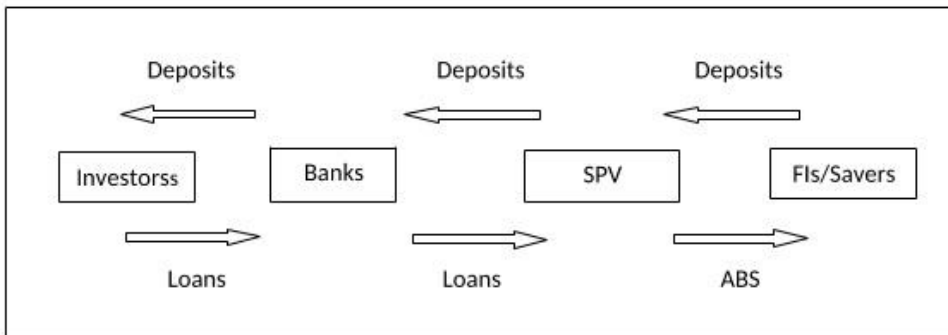 Deposits Deposits Deposits
Investorss Banks SPV FIs/Savers
Loans Loans ABS